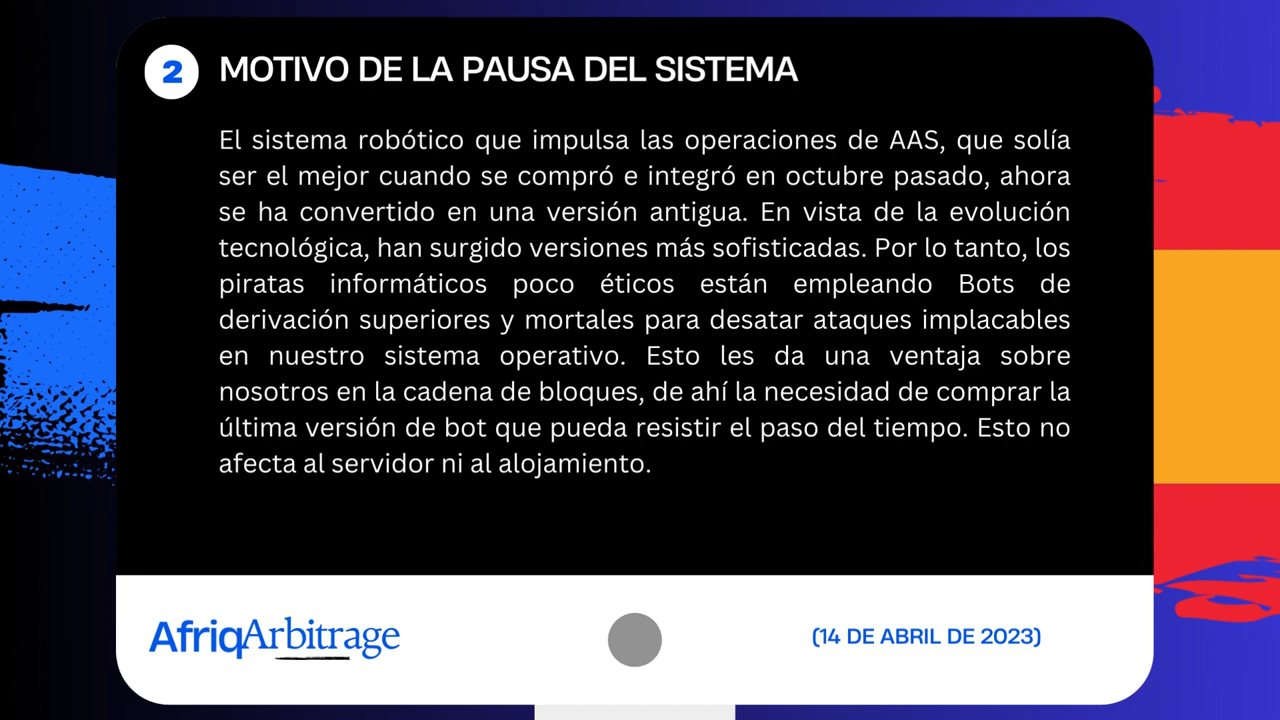 2 MOTIVO DE LA PAUSA DEL SISTEMA
El sistema robótico que impulsa las operaciones de AAS, que solía
ser el mejor cuando se compró e integró en octubre pasado, ahora
se ha convertido en una versión antigua. En vista de la evolución
tecnológica, han surgido versiones más sofisticadas. Por lo tanto, los
piratas informáticos poco éticos están empleando Bots de
derivación superiores y mortales para desatar ataques implacables
en nuestro sistema operativo. Esto les da una ventaja sobre
nosotros en la cadena de bloques, de ahí la necesidad de comprar la
última versión de bot que pueda resistir el paso del tiempo. Esto no
afecta al servidor ni al alojamiento.
AfriqArbitrage
(14 DE ABRIL DE 2023)